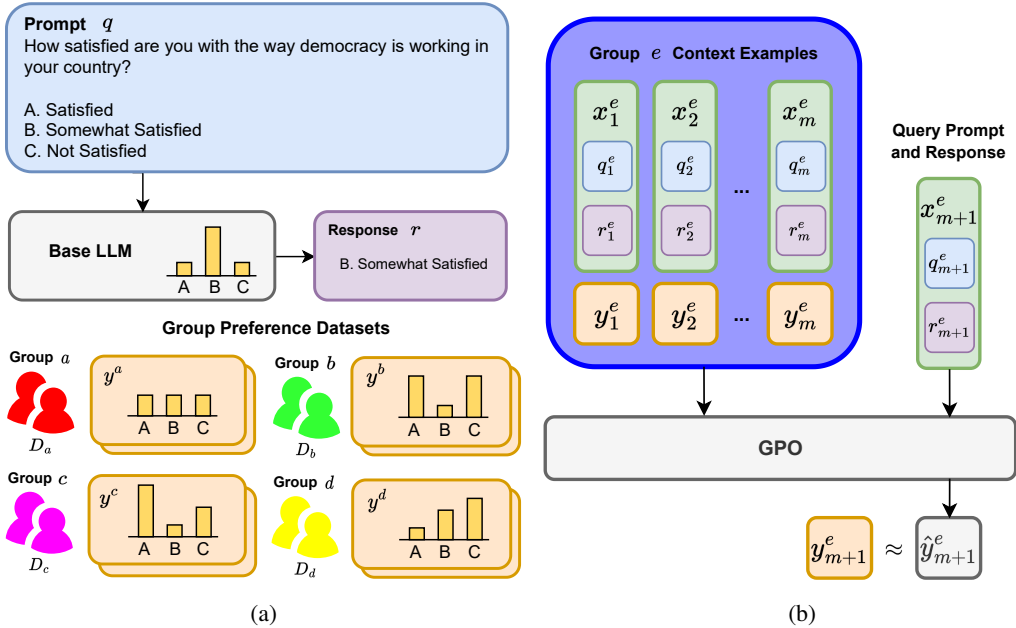 Prompt q
How satisfied are you with the way democracy is working in
your country?
A. Satisfied
B. Somewhat Satisfied
C. Not Satisfied
Base LLM
A B C
Response r
B. Somewhat Satisfied
Group Preference Datasets
Group a
D_a
y^a
A B C
Group b
D_b
y^b
A B C
Group c
D_c
y^c
A B C
Group d
D_d
y^d
A B C
(a)
Group e Context Examples
x_1^e x_2^e x_m^e
q_1^e q_2^e q_m^e
...
r_1^e r_2^e r_m^e
y_1^e y_2^e ... y_m^e
Query Prompt
and Response
x_{m+1}^e
q_{m+1}^e
r_{m+1}^e
GPO
y_{m+1}^e ≈ ŷ_{m+1}^e
(b)